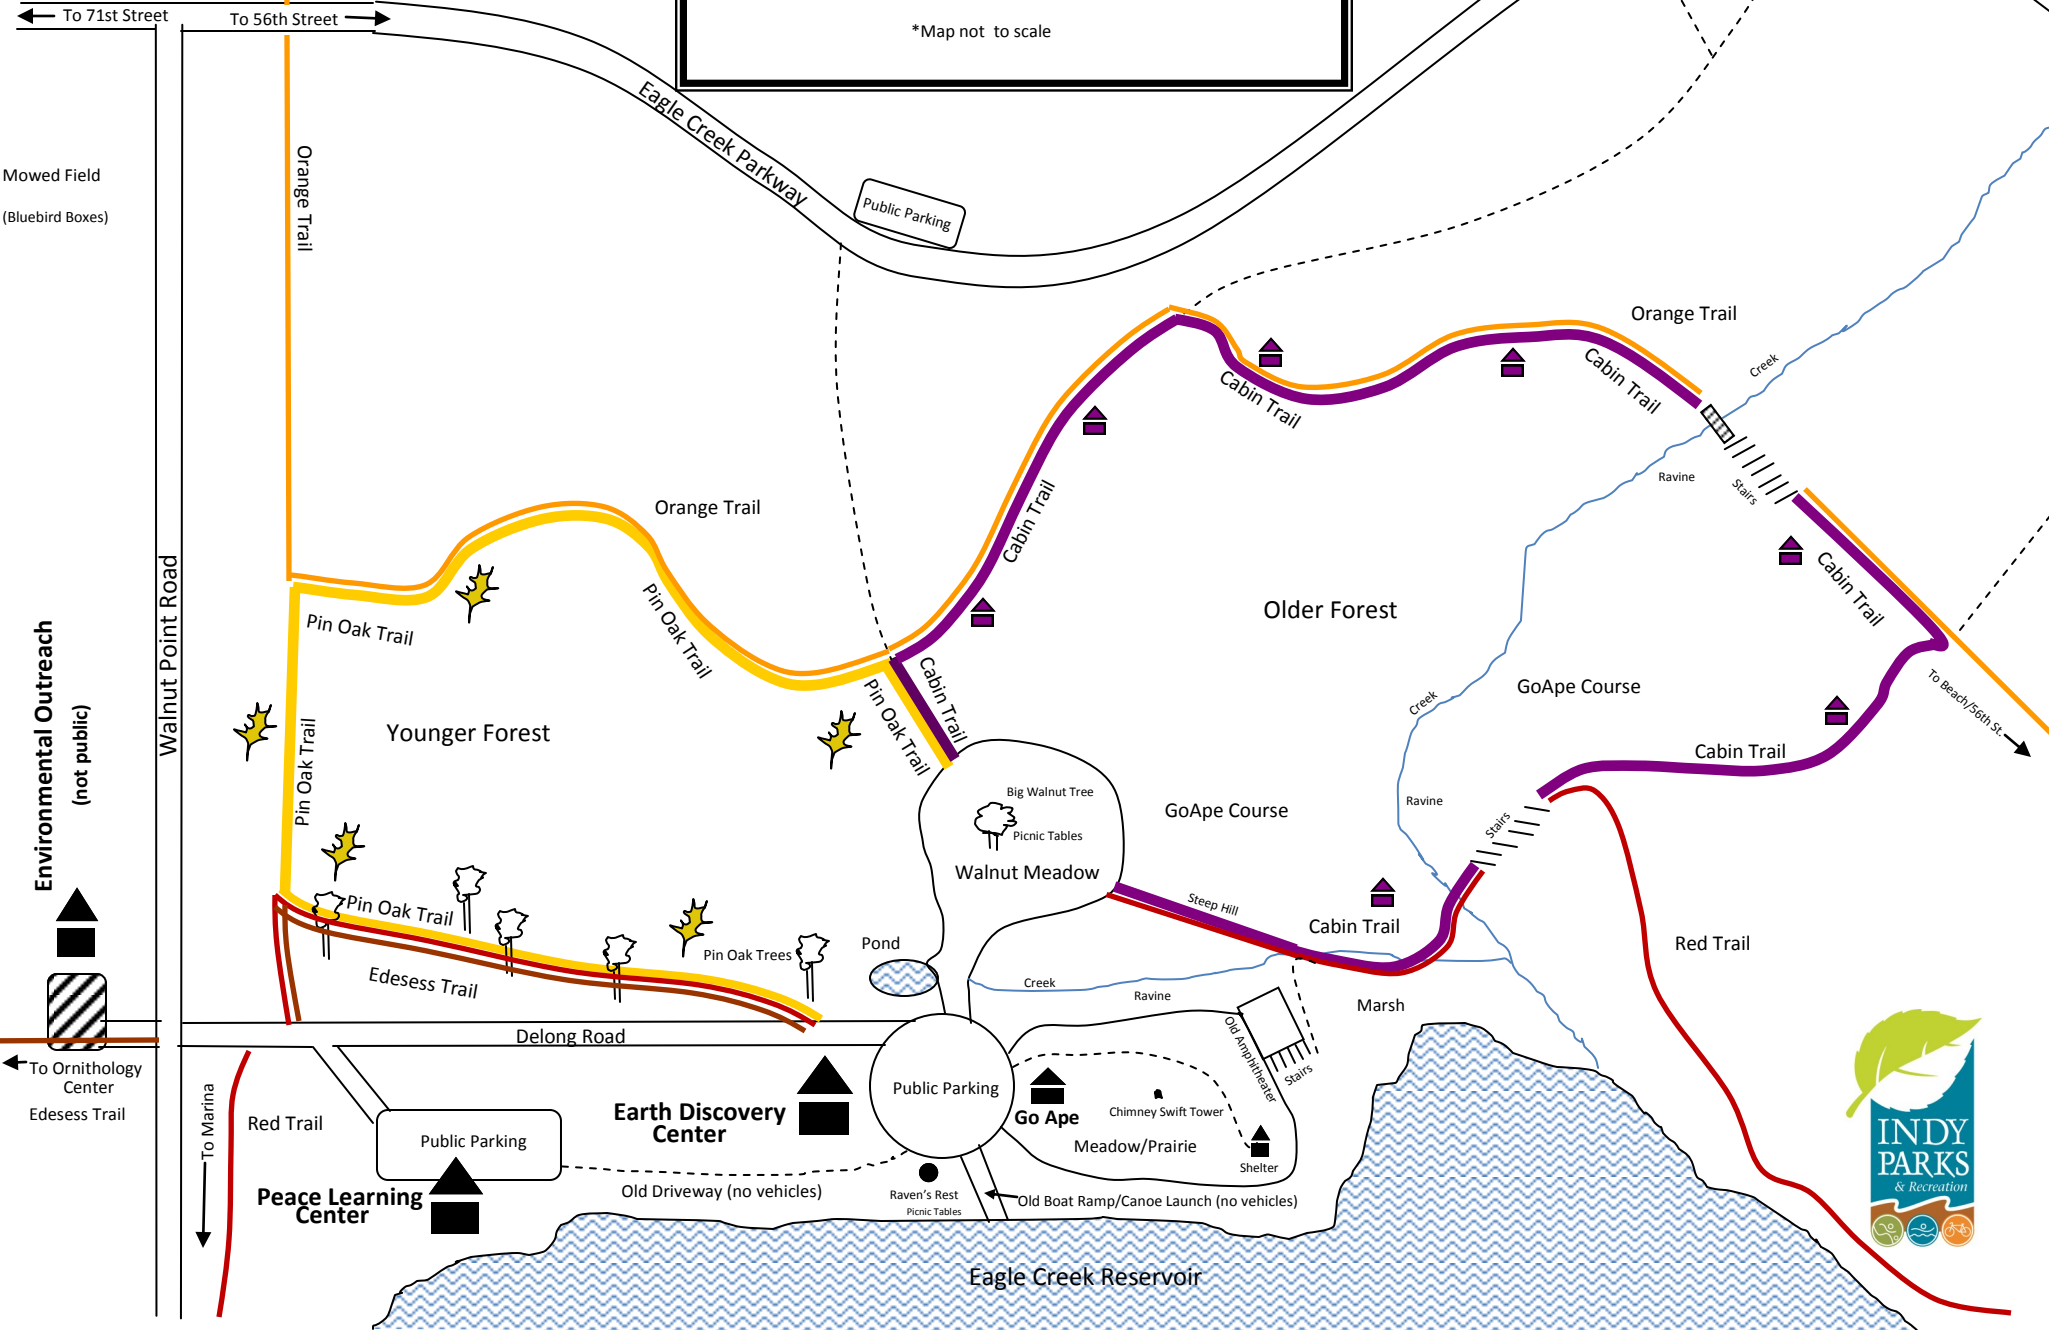 To 71st Street
To 56th Street
*Map not  to scale
Eagle Creek Parkway
Public Parking
Mowed Field
(Bluebird Boxes)
Orange Trail
Orange Trail
Cabin Trail
Cabin Trail
Creek
Ravine
Stairs
Orange Trail
Cabin Trail
Cabin Trail
Pin Oak Trail
Pin Oak Trail
Older Forest
Walnut Point Road
Environmental Outreach
(not public)
Younger Forest
Pin Oak Trail
Pin Oak Trail
Cabin Trail
GoApe Course
Creek
To Beach/56th St.
Cabin Trail
Big Walnut Tree
Picnic Tables
Walnut Meadow
GoApe Course
Ravine
Stairs
Pin Oak Trail
Steep Hill
Cabin Trail
Pin Oak Trees
Pond
Red Trail
Edesess Trail
Creek
Ravine
Marsh
Delong Road
Old Amphitheater
Stairs
To Ornithology
Center
Edesess Trail
To Marina
Red Trail
Public Parking
Earth Discovery
Center
Public Parking
Go Ape
Chimney Swift Tower
Meadow/Prairie
Shelter
Peace Learning
Center
Old Driveway (no vehicles)
Raven's Rest
Picnic Tables
Old Boat Ramp/Canoe Launch (no vehicles)
Eagle Creek Reservoir
INDY
PARKS
& Recreation